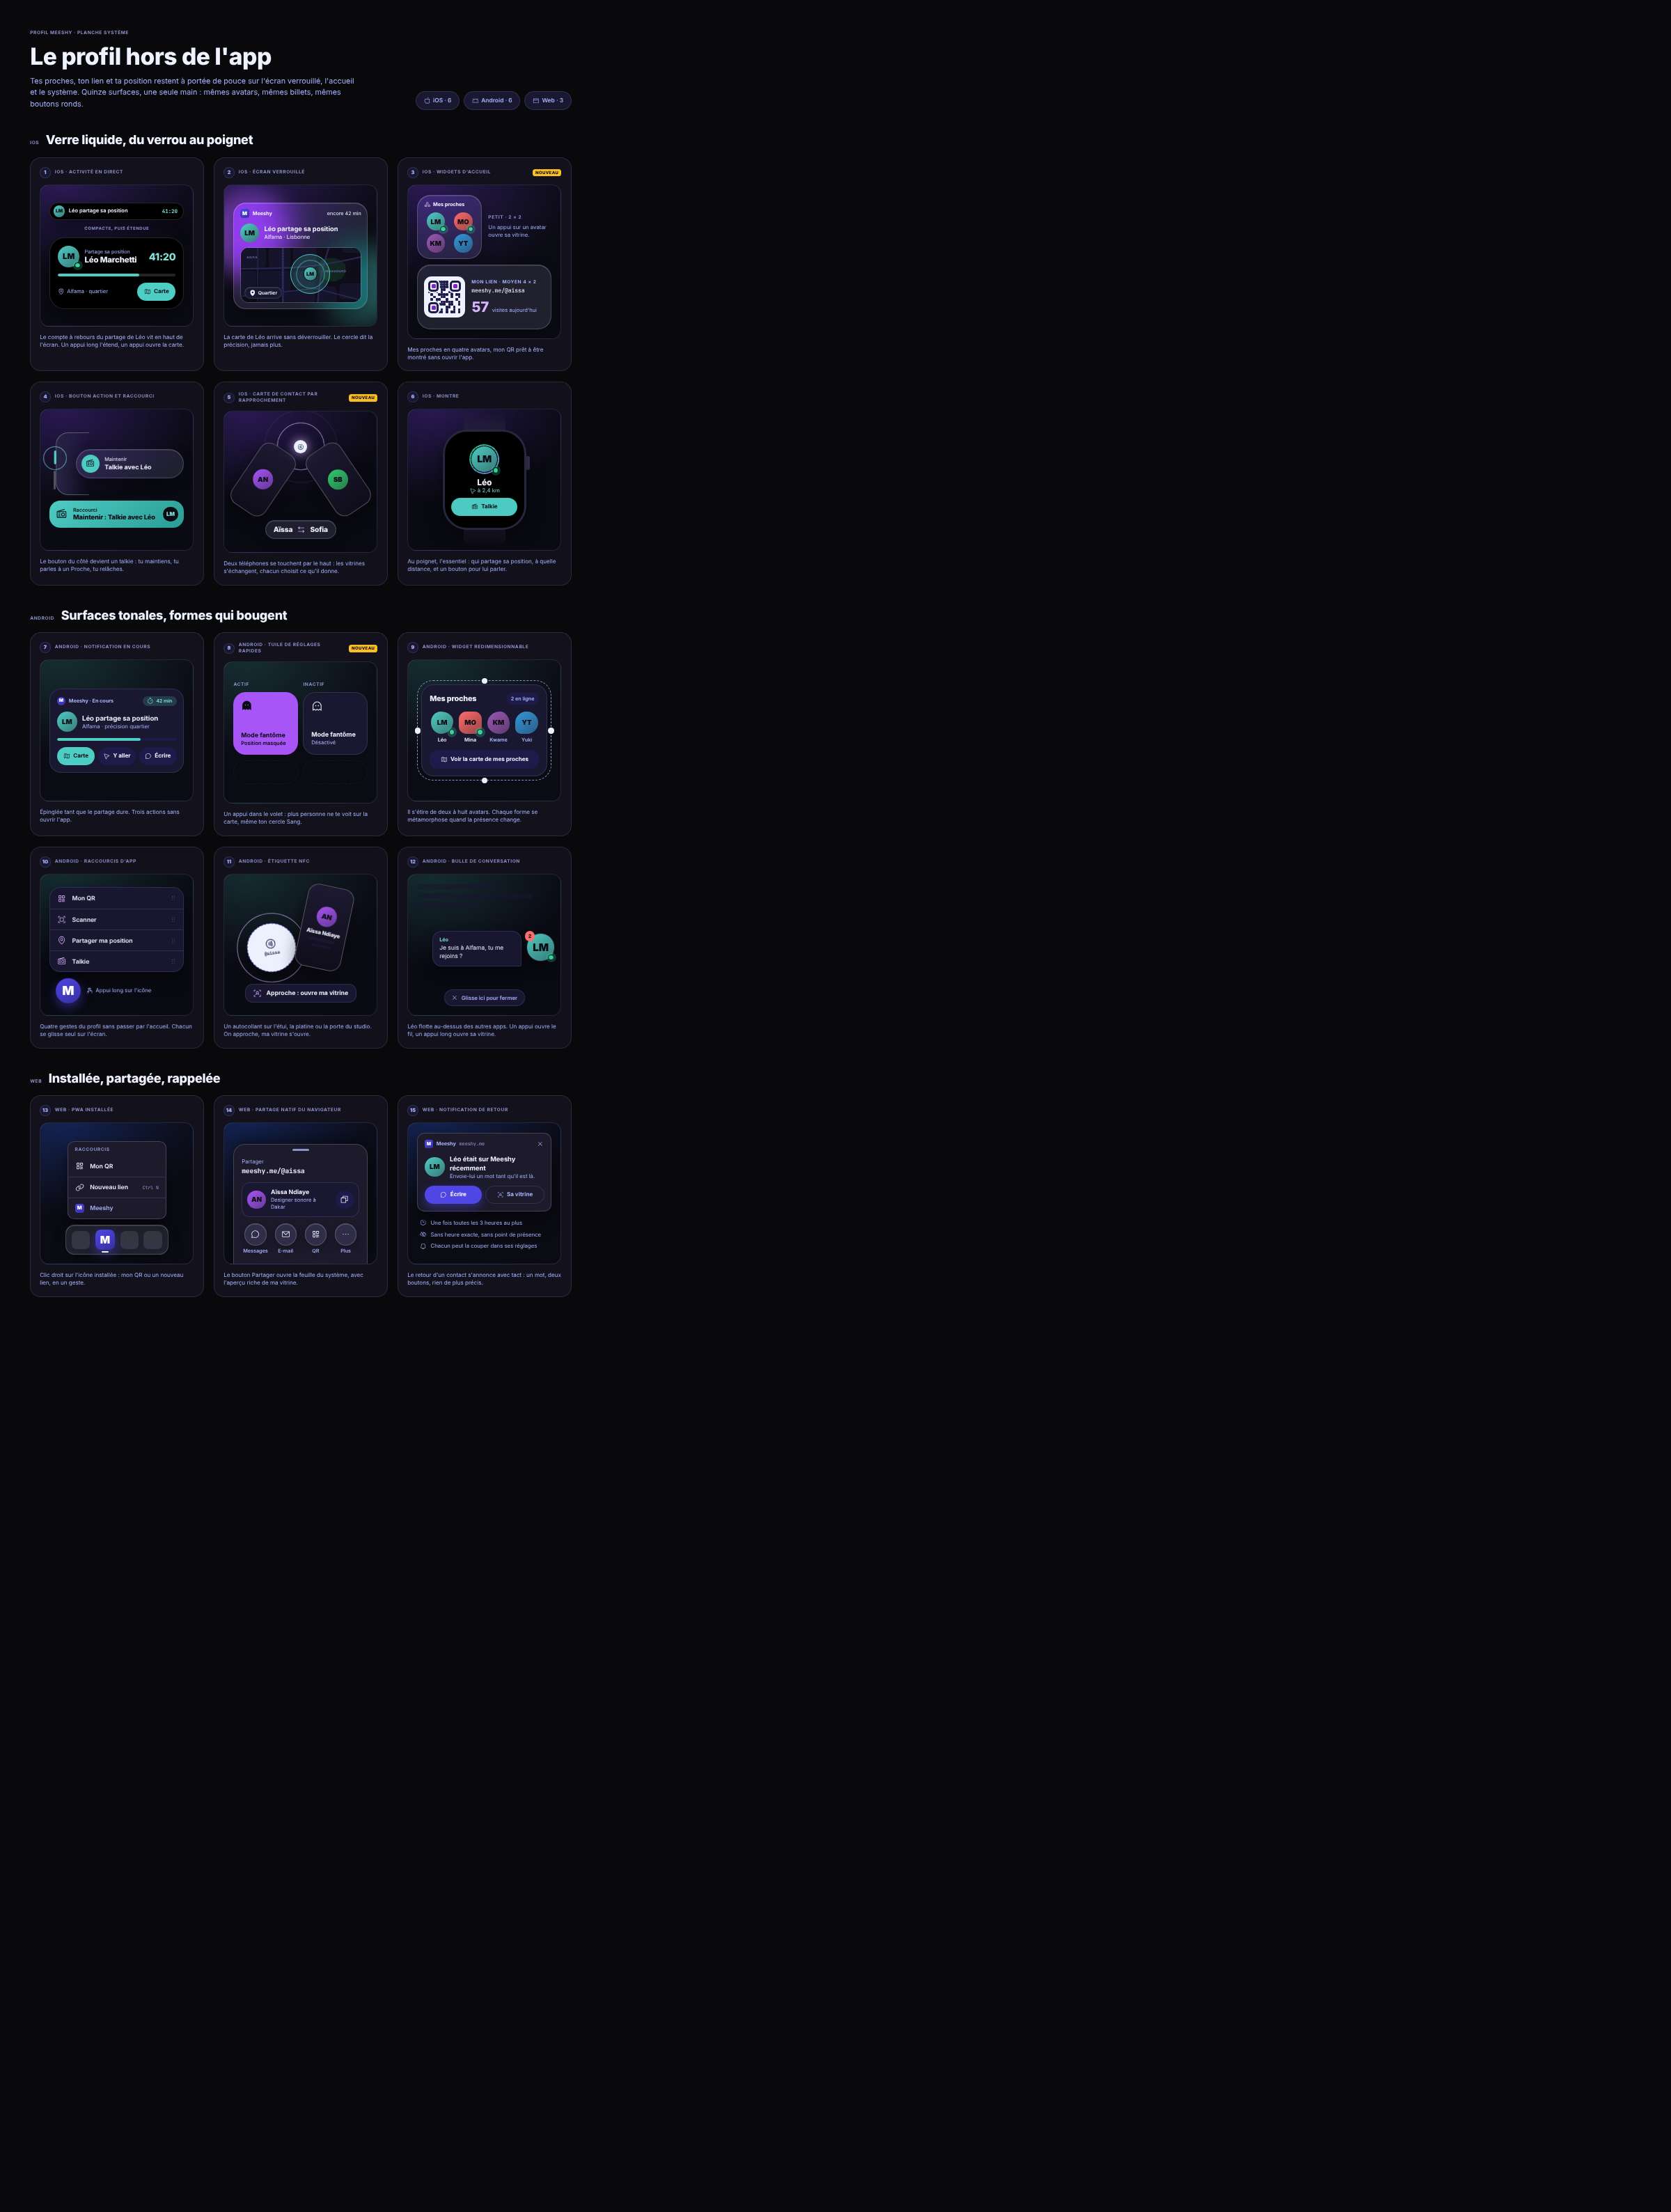 PROFIL MEESHY · PLANCHE SYSTÈME
Le profil hors de l'app
Tes proches, ton lien et ta position restent à portée de pouce sur l'écran verrouillé, l'accueil
et le système. Quinze surfaces, une seule main : mêmes avatars, mêmes billets, mêmes
boutons ronds.
iOS · 6
Android · 6
Web · 3
IOS
Verre liquide, du verrou au poignet
1
IOS · ACTIVITÉ EN DIRECT
LM
Léo partage sa position
41:20
COMPACTE, PUIS ÉTENDUE
LM
Partage sa position
Léo Marchetti
41:20
Alfama · quartier
Carte
Le compte à rebours du partage de Léo vit en haut de
l'écran. Un appui long l'étend, un appui ouvre la carte.
2
IOS · ÉCRAN VERROUILLÉ
M
Meeshy
encore 42 min
LM
Léo partage sa position
Alfama · Lisbonne
LM
Quartier
La carte de Léo arrive sans déverrouiller. Le cercle dit la
précision, jamais plus.
3
IOS · WIDGETS D'ACCUEIL
NOUVEAU
Mes proches
LM
MO
KM
YT
PETIT · 2 × 2
Un appui sur un avatar
ouvre sa vitrine.
MON LIEN · MOYEN 4 × 2
meeshy.me/@aissa
57 visites aujourd'hui
Mes proches en quatre avatars, mon QR prêt à être
montré sans ouvrir l'app.
4
IOS · BOUTON ACTION ET RACCOURCI
Maintenir
Talkie avec Léo
Raccourci
Maintenir : Talkie avec Léo
LM
Le bouton du côté devient un talkie : tu maintiens, tu
parles à un Proche, tu relâches.
5
IOS · CARTE DE CONTACT PAR
RAPPROCHEMENT
NOUVEAU
AN
SB
Aïssa
Sofia
Deux téléphones se touchent par le haut : les vitrines
s'échangent, chacun choisit ce qu'il donne.
6
IOS · MONTRE
LM
Léo
à 2,4 km
Talkie
Au poignet, l'essentiel : qui partage sa position, à quelle
distance, et un bouton pour lui parler.
ANDROID
Surfaces tonales, formes qui bougent
7
ANDROID · NOTIFICATION EN COURS
M
Meeshy · En cours
42 min
LM
Léo partage sa position
Alfama · précision quartier
Carte
Y aller
Écrire
Épinglée tant que le partage dure. Trois actions sans
ouvrir l'app.
8
ANDROID · TUILE DE RÉGLAGES
RAPIDES
NOUVEAU
ACTIF
INACTIF
Mode fantôme
Position masquée
Mode fantôme
Désactivé
Un appui dans le volet : plus personne ne te voit sur la
carte, même ton cercle Sang.
9
ANDROID · WIDGET REDIMENSIONNABLE
Mes proches
2 en ligne
LM
MO
KM
YT
Léo
Mina
Kwame
Yuki
Voir la carte de mes proches
Il s'étire de deux à huit avatars. Chaque forme se
métamorphose quand la présence change.
10
ANDROID · RACCOURCIS D'APP
Mon QR
Scanner
Partager ma position
Talkie
M
Appui long sur l'icône
Quatre gestes du profil sans passer par l'accueil. Chacun
se glisse seul sur l'écran.
11
ANDROID · ÉTIQUETTE NFC
@aissa
AN
Aïssa Ndiaye
Approche : ouvre ma vitrine
Un autocollant sur l'étui, la platine ou la porte du studio.
On approche, ma vitrine s'ouvre.
12
ANDROID · BULLE DE CONVERSATION
Léo
Je suis à Alfama, tu me
rejoins ?
2
LM
Glisse ici pour fermer
Léo flotte au-dessus des autres apps. Un appui ouvre le
fil, un appui long ouvre sa vitrine.
WEB
Installée, partagée, rappelée
13
WEB · PWA INSTALLÉE
RACCOURCIS
Mon QR
Nouveau lien
Ctrl N
M
Meeshy
M
Clic droit sur l'icône installée : mon QR ou un nouveau
lien, en un geste.
14
WEB · PARTAGE NATIF DU NAVIGATEUR
Partager
meeshy.me/@aissa
AN
Aïssa Ndiaye
Designer sonore à
Dakar
Messages
E-mail
QR
Plus
Le bouton Partager ouvre la feuille du système, avec
l'aperçu riche de ma vitrine.
15
WEB · NOTIFICATION DE RETOUR
M
Meeshy meeshy.me
LM
Léo était sur Meeshy
récemment
Envoie-lui un mot tant qu'il est là.
Écrire
Sa vitrine
Une fois toutes les 3 heures au plus
Sans heure exacte, sans point de présence
Chacun peut la couper dans ses réglages
Le retour d'un contact s'annonce avec tact : un mot, deux
boutons, rien de plus précis.